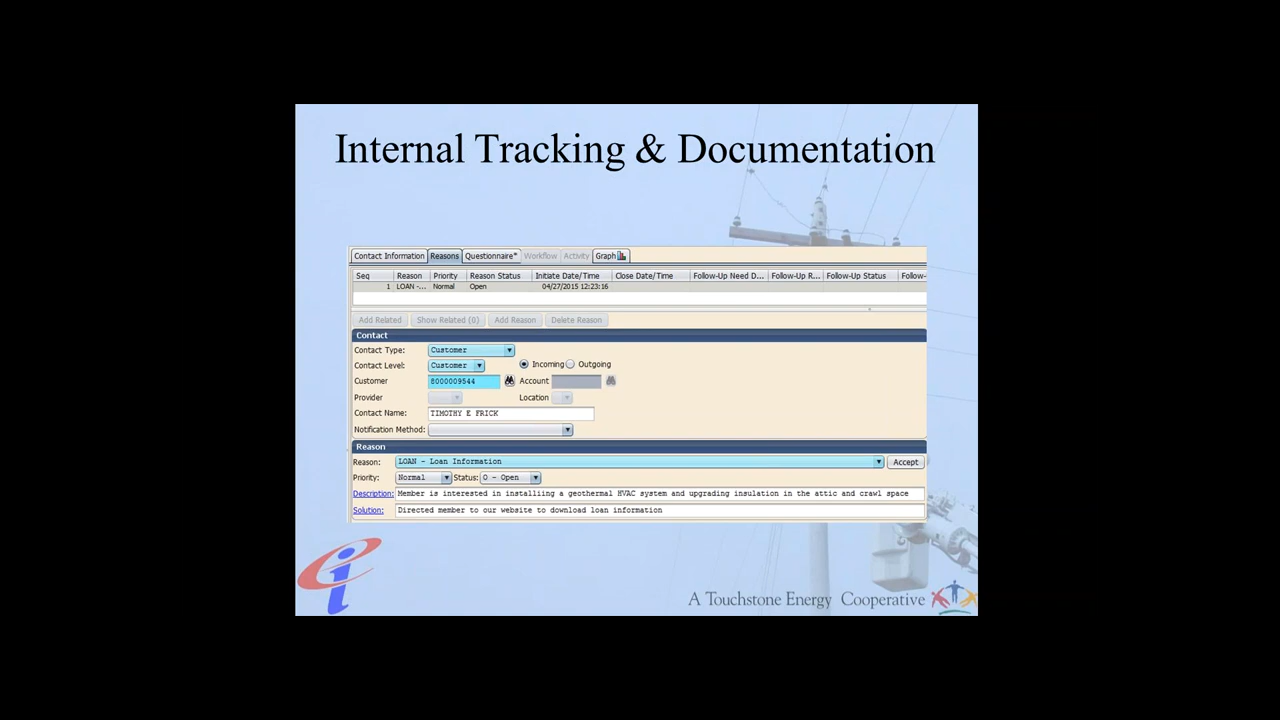 Internal Tracking & Documentation
Contact Information Reasons Questionnaire* Workflow Activity Graph
Seq Reason Priority Reason Status Initiate Date/Time Close Date/Time Follow-Up Need D... Follow-Up R... Follow-Up Status Follow-
1 LOAN -... Normal Open 04/27/2015 12:23:16
Add Related Show Related (0) Add Reason Delete Reason
Contact
Contact Type: Customer
Contact Level: Customer Incoming Outgoing
Customer 8000009544 Account
Provider Location
Contact Name: TIMOTHY E FRICK
Notification Method:
Reason
Reason: LOAN - Loan Information Accept
Priority: Normal Status: O - Open
Description: Member is interested in installiing a geothermal HVAC system and upgrading insulation in the attic and crawl space
Solution: Directed member to our website to download loan information
A Touchstone Energy Cooperative